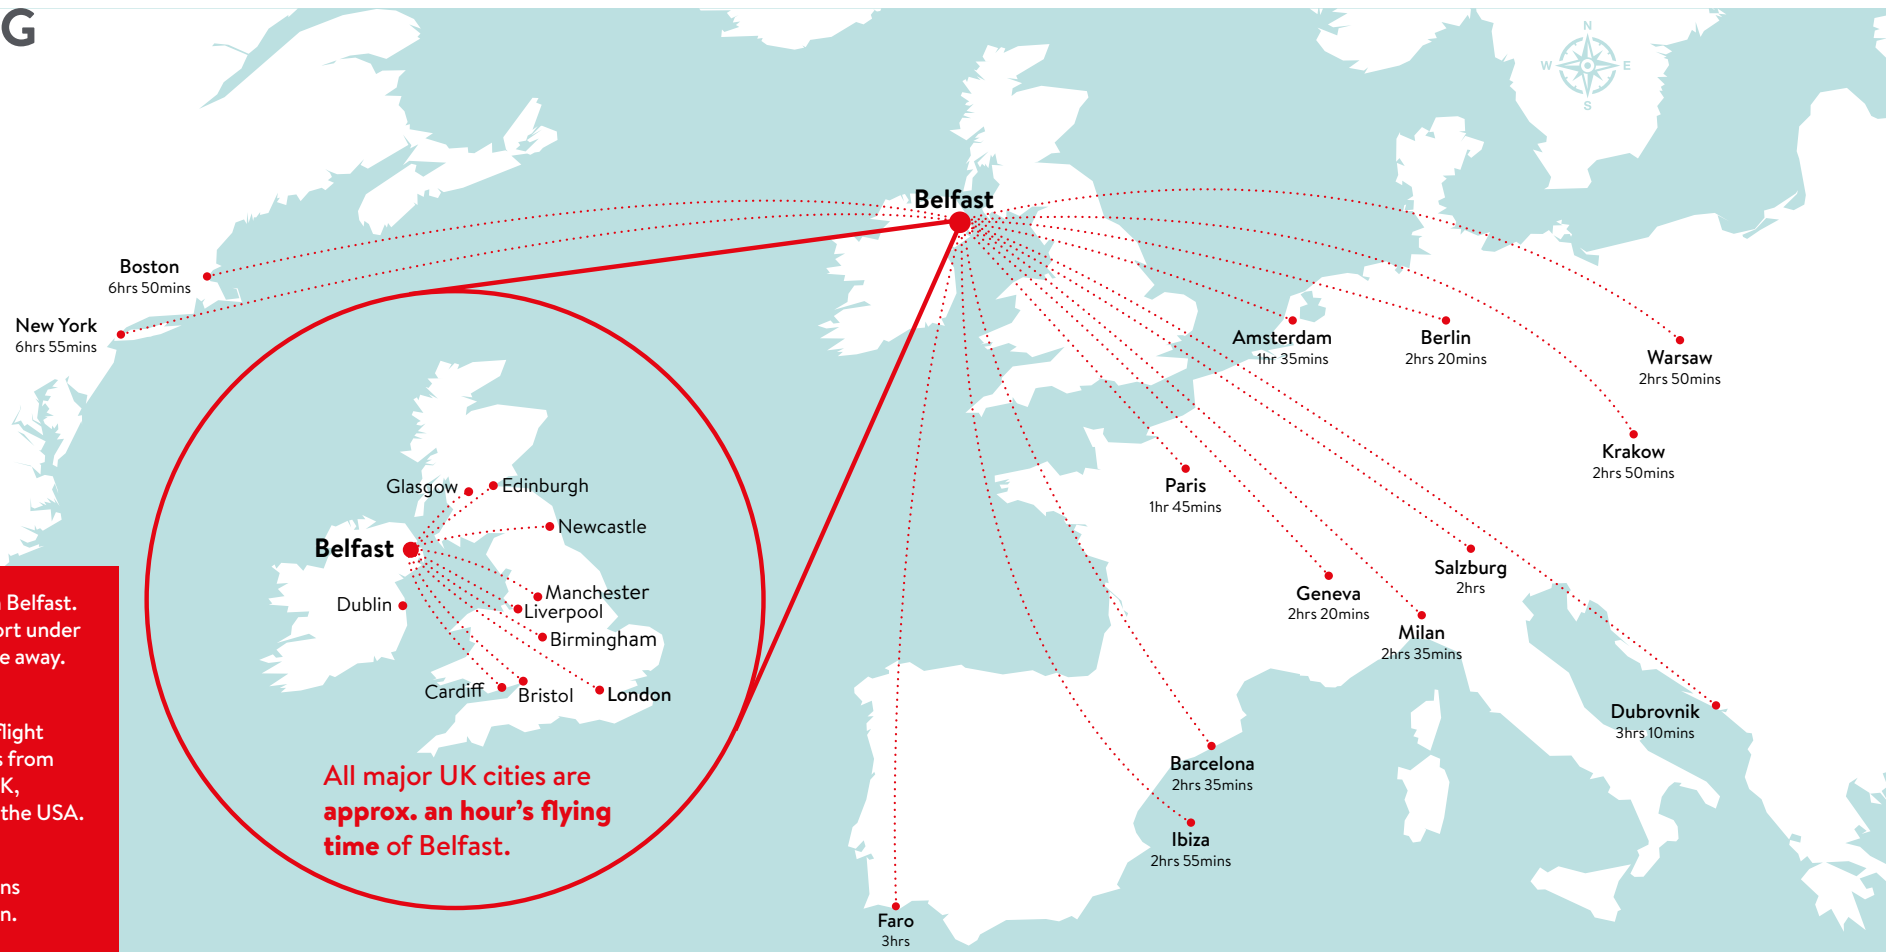 G
N
W
E
S
Belfast
Boston
6hrs 50mins
New York
6hrs 55mins
Amsterdam
1hr 35mins
Berlin
2hrs 20mins
Warsaw
2hrs 50mins
Krakow
2hrs 50mins
Paris
1hr 45mins
Geneva
2hrs 20mins
Salzburg
2hrs
Milan
2hrs 35mins
Dubrovnik
3hrs 10mins
Barcelona
2hrs 35mins
Ibiza
2hrs 55mins
Faro
3hrs
Glasgow
Edinburgh
Newcastle
Belfast
Dublin
Manchester
Liverpool
Birmingham
Cardiff
Bristol
London
All major UK cities are
approx. an hour's flying
time of Belfast.
Belfast.
ort under
e away.
flight
s from
K,
the USA.
ns
n.